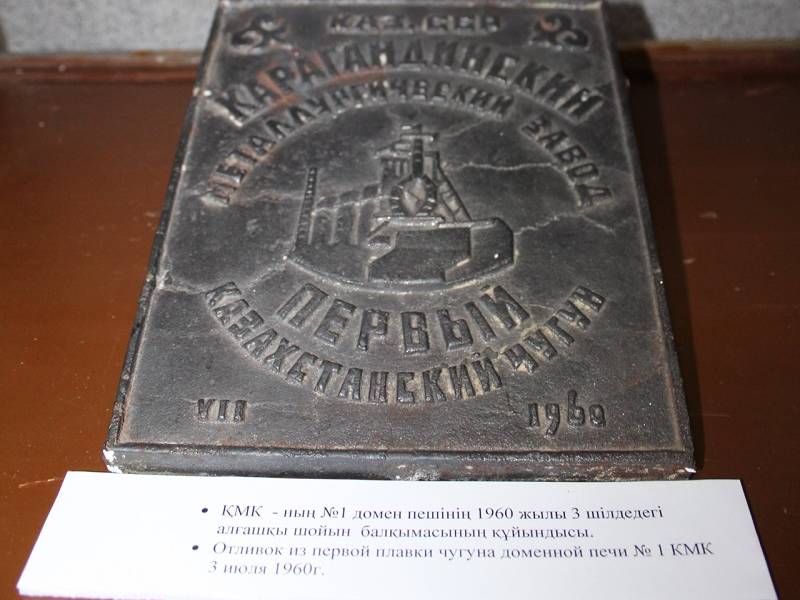 КАЗ.ССР
КАРАГАНДИНСКИЙ
МЕТАЛЛУРГИЧЕСКИЙ ЗАВОД
ПЕРВЫЙ
КАЗАХСТАНСКИЙ ЧУГУН
VII 1960
• ҚМК - ның №1 домен пешінің 1960 жылы 3 шілдедегі
алғашқы шойын балқымасының құйындысы.
• Отливок из первой плавки чугуна доменной печи № 1 КМК
3 июля 1960г.